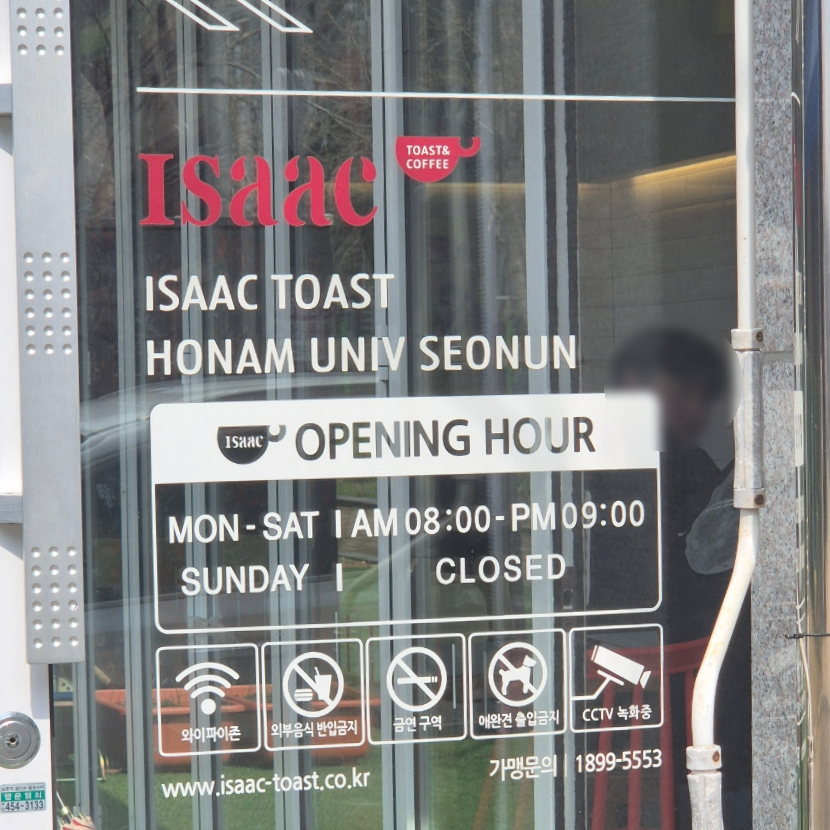 Isaac
TOAST&
COFFEE
ISAAC TOAST
HONAM UNIV SEONUN
ISaac OPENING HOUR
MON - SAT | AM 08:00 - PM 09:00
SUNDAY | CLOSED
와이파이존
외부음식 반입금지
금연 구역
애완견 출입금지
CCTV 녹화중
가맹문의 | 1899-5553
www.isaac-toast.co.kr
454-3133